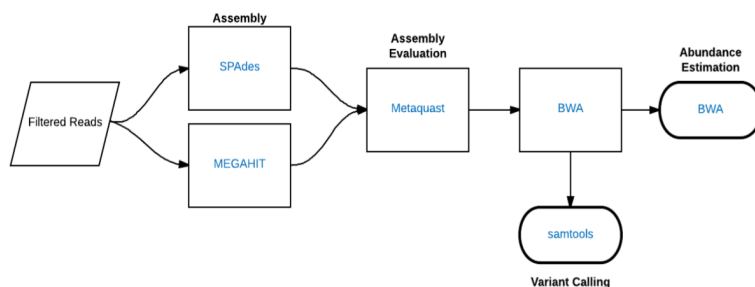 Assembly
SPAdes
Filtered Reads
MEGAHIT
Assembly
Evaluation
Metaquast
BWA
Abundance
Estimation
BWA
samtools
Variant Calling